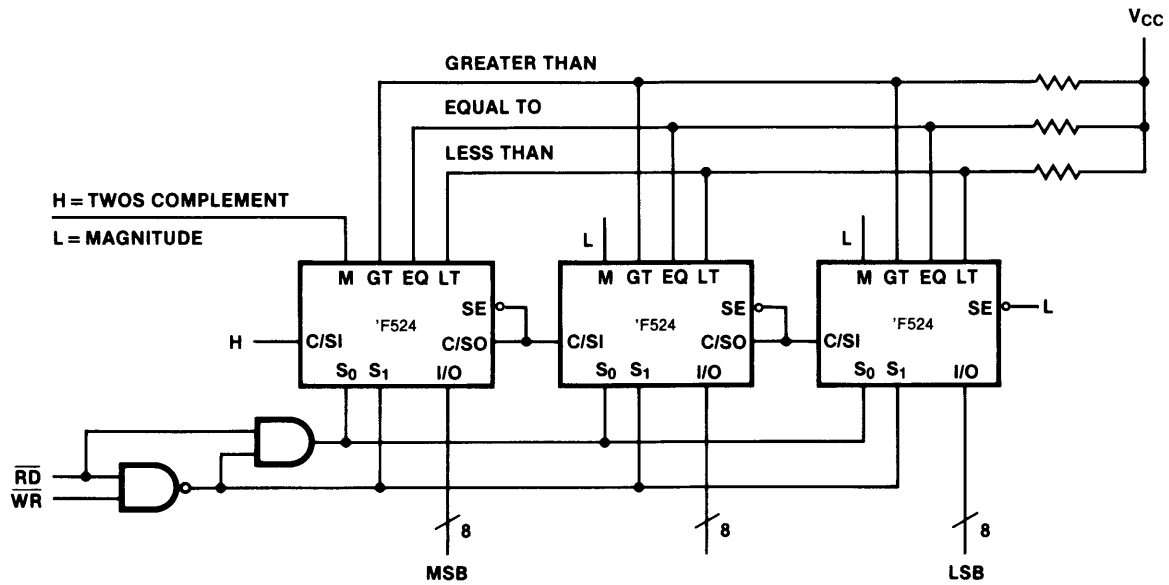 VCC
GREATER THAN
EQUAL TO
LESS THAN
H = TWOS COMPLEMENT
L = MAGNITUDE
L
L
M GT EQ LT
M GT EQ LT
M GT EQ LT
SE
SE
SE
L
'F524
'F524
'F524
H
C/SI
C/SO
C/SI
C/SO
C/SI
S0 S1 I/O
S0 S1 I/O
S0 S1 I/O
RD
WR
8
8
8
MSB
LSB